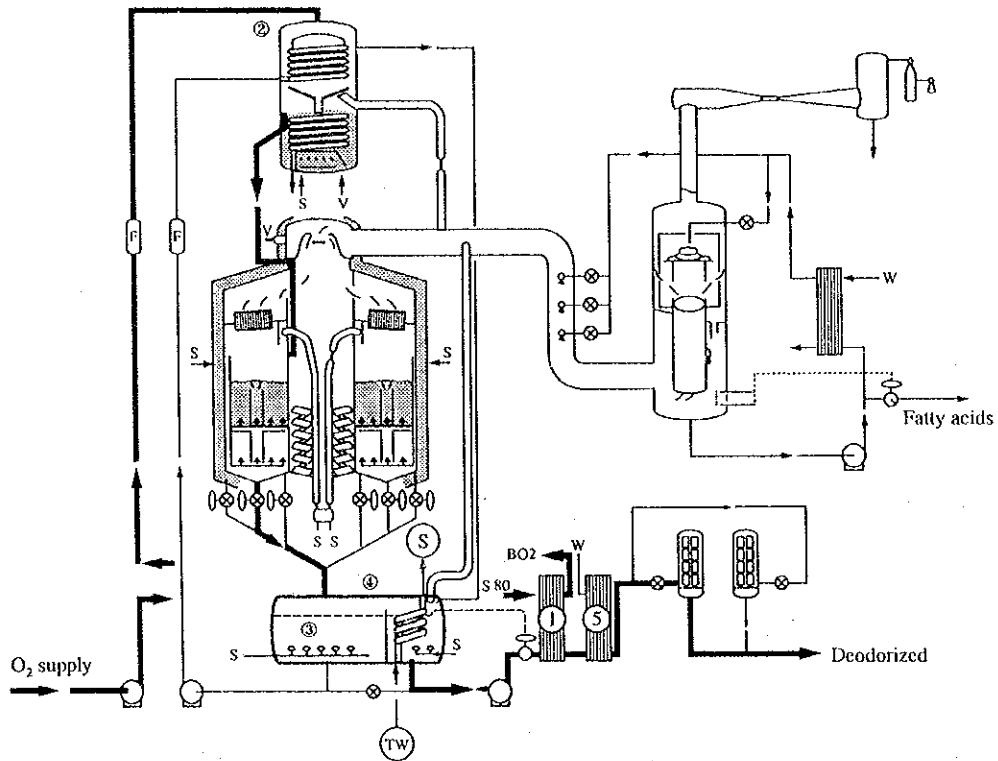 ②
S
V
F
F
V
W
S
S
Fatty acids
S
S
S
④
W
BO2
S 80
③
1
5
S
S
O₂ supply
Deodorized
TW